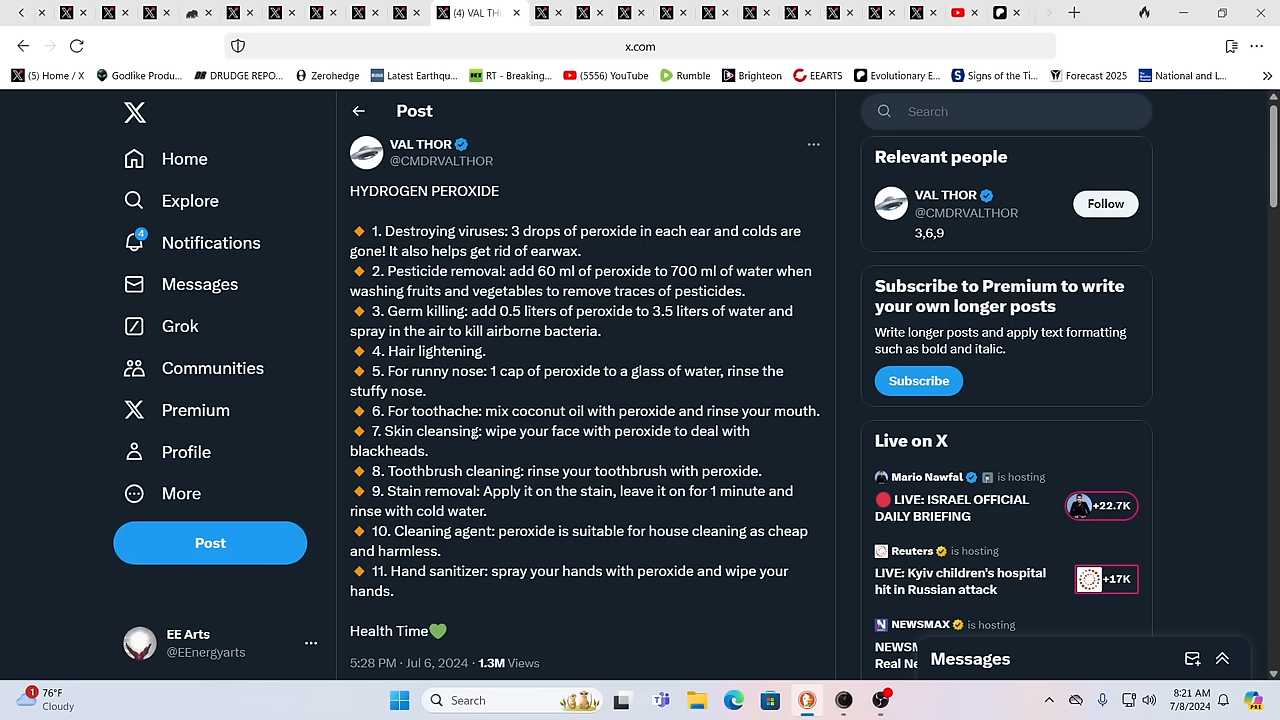 (4) VAL TH
x.com
(5) Home / X
Godlike Produ...
DRUDGE REPO...
Zerohedge
Latest Earthqu...
RT - Breaking...
(5556) YouTube
Rumble
Brighteon
EEARTS
Evolutionary E...
Signs of the Ti...
Forecast 2025
National and L...
Home
Explore
4
Notifications
Messages
Grok
Communities
Premium
Profile
More
Post
EE Arts
@EEnergyarts
Post
VAL THOR
@CMDRVALTHOR
HYDROGEN PEROXIDE
🔸 1. Destroying viruses: 3 drops of peroxide in each ear and colds are
gone! It also helps get rid of earwax.
🔸 2. Pesticide removal: add 60 ml of peroxide to 700 ml of water when
washing fruits and vegetables to remove traces of pesticides.
🔸 3. Germ killing: add 0.5 liters of peroxide to 3.5 liters of water and
spray in the air to kill airborne bacteria.
🔸 4. Hair lightening.
🔸 5. For runny nose: 1 cap of peroxide to a glass of water, rinse the
stuffy nose.
🔸 6. For toothache: mix coconut oil with peroxide and rinse your mouth.
🔸 7. Skin cleansing: wipe your face with peroxide to deal with
blackheads.
🔸 8. Toothbrush cleaning: rinse your toothbrush with peroxide.
🔸 9. Stain removal: Apply it on the stain, leave it on for 1 minute and
rinse with cold water.
🔸 10. Cleaning agent: peroxide is suitable for house cleaning as cheap
and harmless.
🔸 11. Hand sanitizer: spray your hands with peroxide and wipe your
hands.
Health Time💚
5:28 PM · Jul 6, 2024 · 1.3M Views
Search
Relevant people
VAL THOR
@CMDRVALTHOR
Follow
3,6,9
Subscribe to Premium to write
your own longer posts
Write longer posts and apply text formatting
such as bold and italic.
Subscribe
Live on X
Mario Nawfal is hosting
🔴 LIVE: ISRAEL OFFICIAL
DAILY BRIEFING
+22.7K
Reuters is hosting
LIVE: Kyiv children's hospital
hit in Russian attack
+17K
NEWSMAX is hosting
NEWSM
Real Ne
Messages
1
76°F
Cloudy
Search
PRE
8:21 AM
7/8/2024